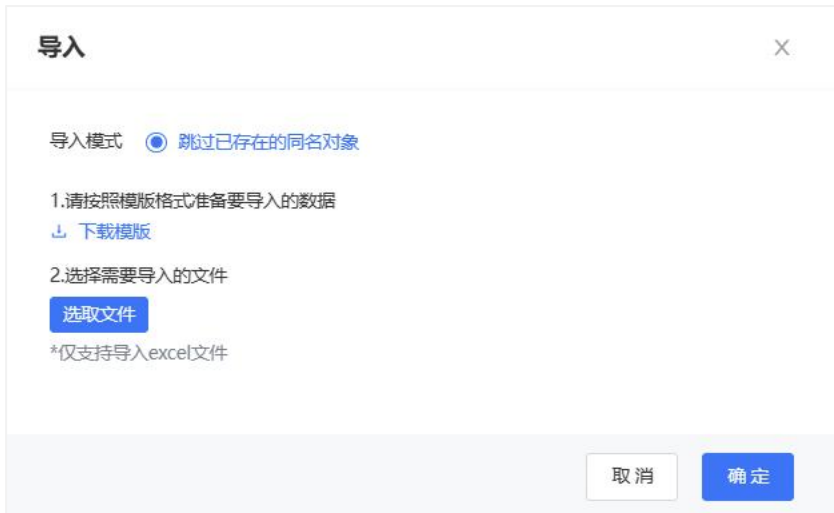 导入
导入模式 跳过已存在的同名对象
1.请按照模版格式准备要导入的数据
下载模版
2.选择需要导入的文件
选取文件
*仅支持导入excel文件
取消 确定